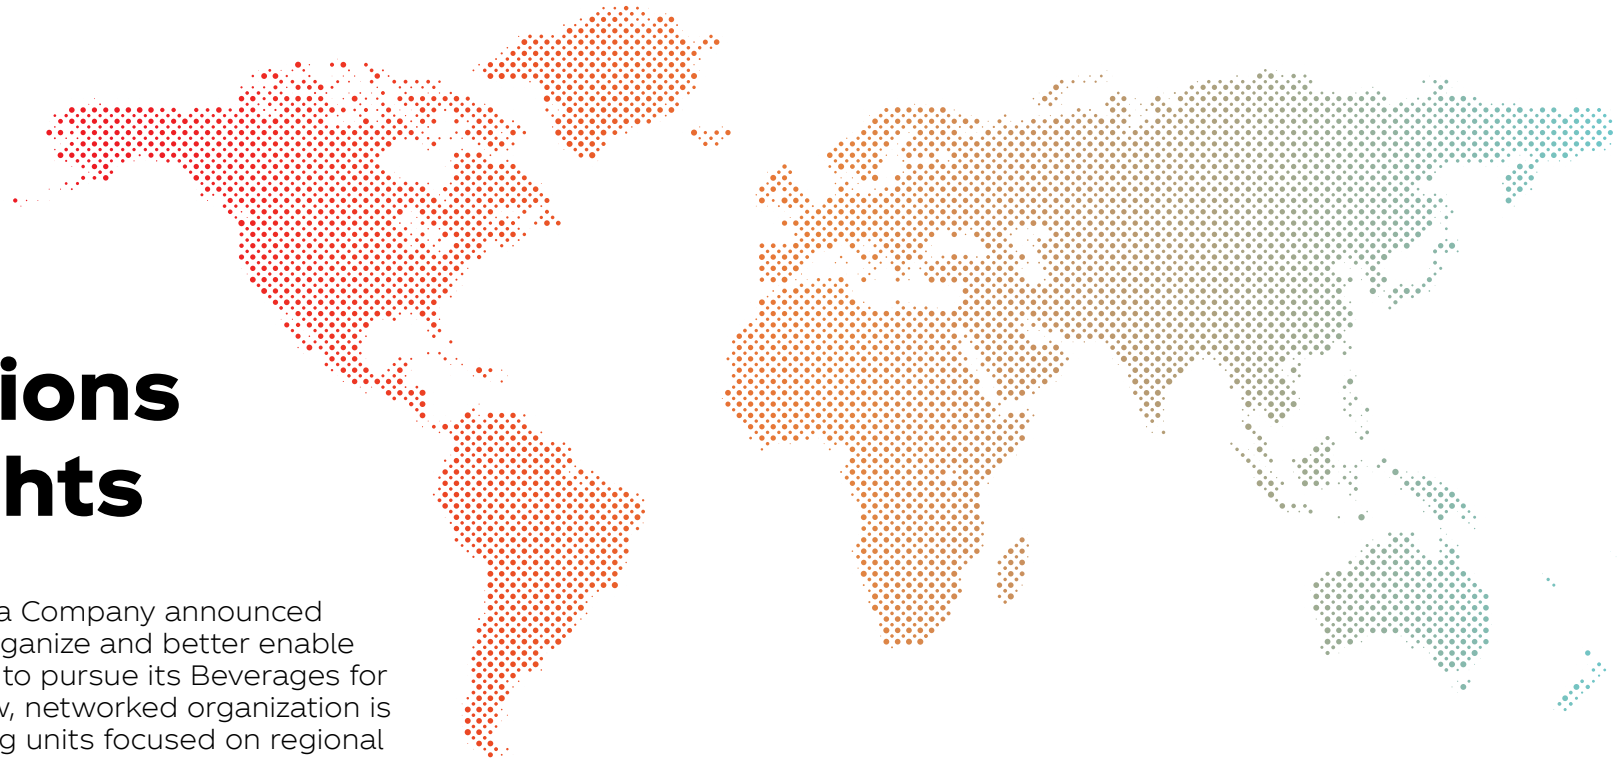 ions
hts
a Company announced
ganize and better enable
to pursue its Beverages for
, networked organization is
g units focused on regional